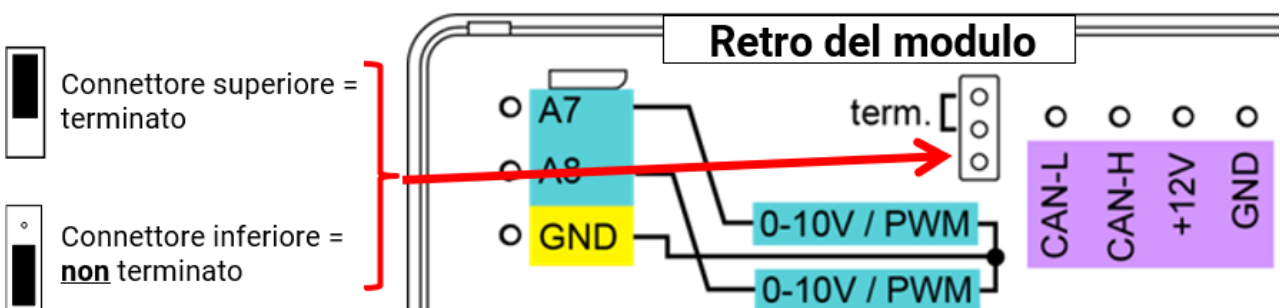 Retro del modulo
Connettore superiore =
terminato
Connettore inferiore =
non terminato
A7
A8
GND
term.
0-10V / PWM
0-10V / PWM
CAN-L
CAN-H
+12V
GND